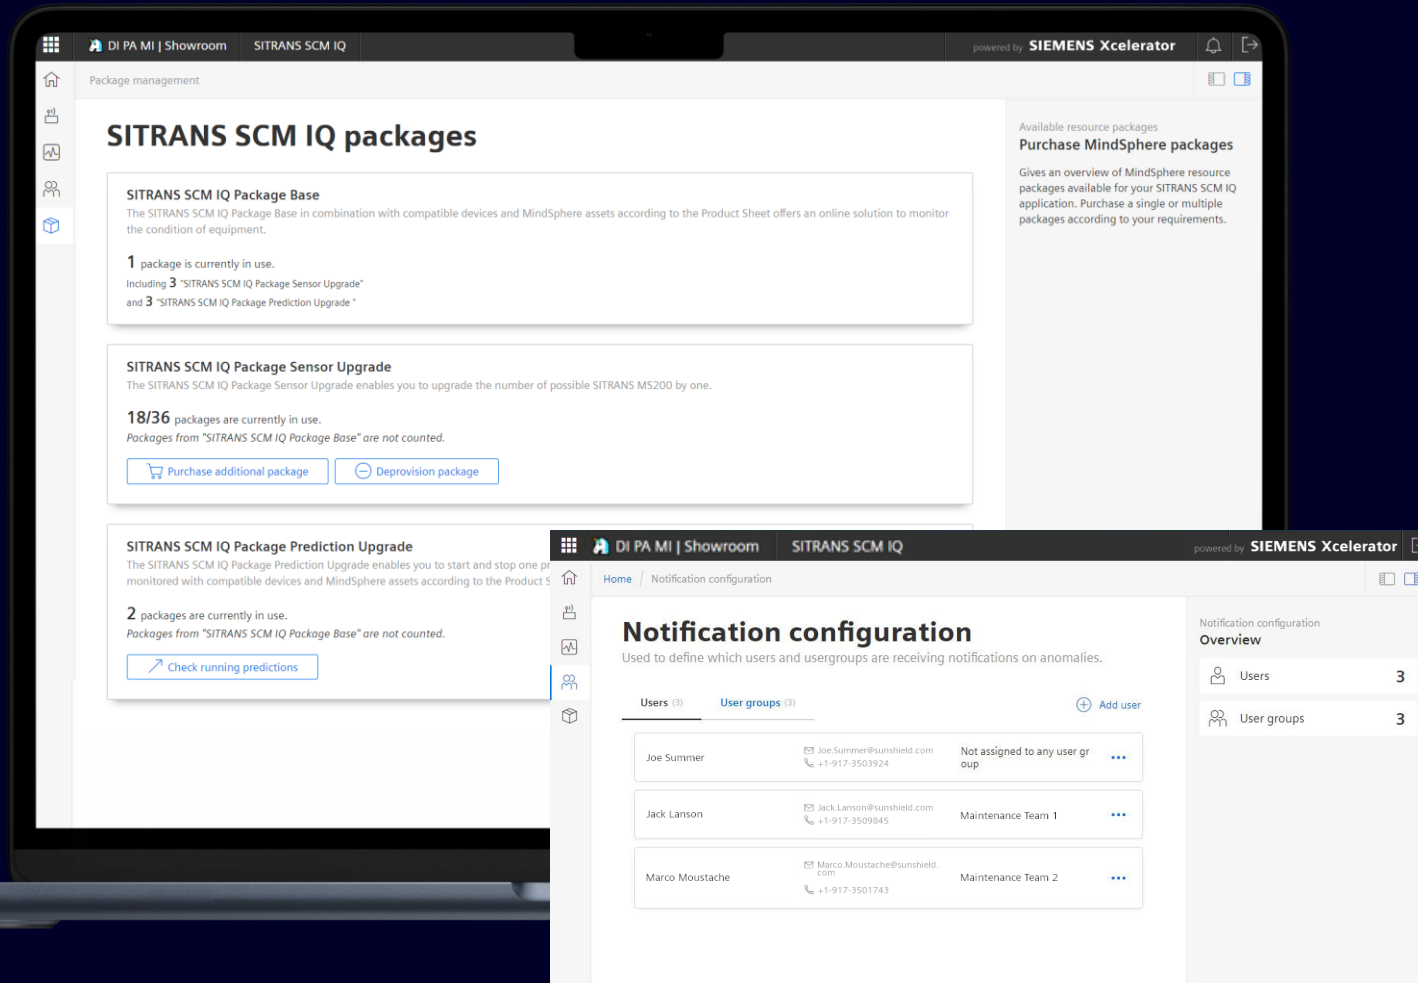 DI PA MI | Showroom SITRANS SCM IQ powered by SIEMENS Xcelerator
Package management
SITRANS SCM IQ packages
SITRANS SCM IQ Package Base
The SITRANS SCM IQ Package Base in combination with compatible devices and MindSphere assets according to the Product Sheet offers an online solution to monitor
the condition of equipment.
1 package is currently in use.
Including 3 "SITRANS SCM IQ Package Sensor Upgrade"
and 3 "SITRANS SCM IQ Package Prediction Upgrade "
SITRANS SCM IQ Package Sensor Upgrade
The SITRANS SCM IQ Package Sensor Upgrade enables you to upgrade the number of possible SITRANS MS200 by one.
18/36 packages are currently in use.
Packages from "SITRANS SCM IQ Package Base" are not counted.
Purchase additional package Deprovision package
SITRANS SCM IQ Package Prediction Upgrade
The SITRANS SCM IQ Package Prediction Upgrade enables you to start and stop one
monitored with compatible devices and MindSphere assets according to the Product
2 packages are currently in use.
Packages from "SITRANS SCM IQ Package Base" are not counted.
Check running predictions
Available resource packages
Purchase MindSphere packages
Gives an overview of MindSphere resource
packages available for your SITRANS SCM IQ
application. Purchase a single or multiple
packages according to your requirements.
DI PA MI | Showroom SITRANS SCM IQ powered by SIEMENS Xcelerator
Home / Notification configuration
Notification configuration
Used to define which users and usergroups are receiving notifications on anomalies.
Users (3) User groups (3) Add user
Joe Summer Joe.Summer@sunshield.com Not assigned to any user gr
+1-917-3503924 oup
Jack Lanson Jack.Lanson@sunshield.com Maintenance Team 1
+1-917-3509845
Marco Moustache Marco.Moustache@sunshield. Maintenance Team 2
com
+1-917-3501743
Notification configuration
Overview
Users 3
User groups 3